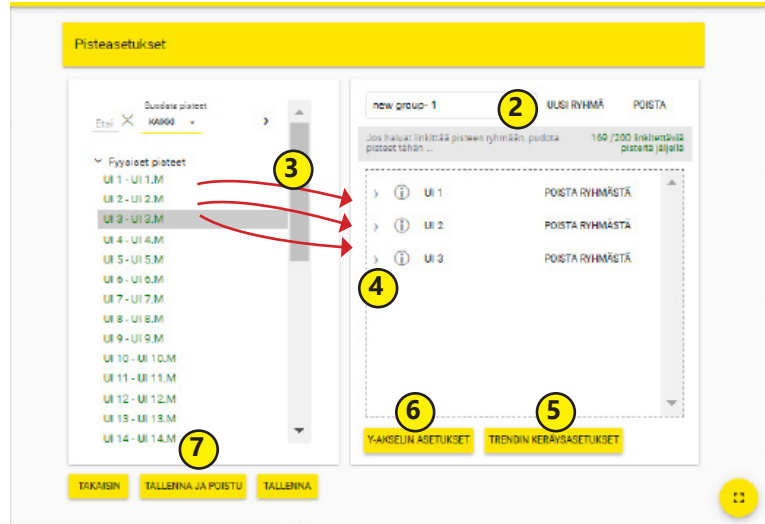 Pisteasetukset
Suodata pisteet
Etsi KAIKKI
Fyysiset pisteet
UI 1 - UI 1.M
UI 2 - UI 2.M
UI 3 - UI 3.M
UI 4 - UI 4.M
UI 5 - UI 5.M
UI 6 - UI 6.M
UI 7 - UI 7.M
UI 8 - UI 8.M
UI 9 - UI 9.M
UI 10 - UI 10.M
UI 11 - UI 11.M
UI 12 - UI 12.M
UI 13 - UI 13.M
UI 14 - UI 14.M
3
7
TAKAISIN TALLENNA JA POISTU TALLENNA
new group- 1 2 UUSI RYHMÄ POISTA
Jos haluat linkittää pisteen ryhmään, pudota
pisteet tähän ...
169 /200 linkitettäviä
pisteitä jäljellä
UI 1 POISTA RYHMÄSTÄ
UI 2 POISTA RYHMÄSTÄ
UI 3 POISTA RYHMÄSTÄ
4
6 5
Y-AKSELIN ASETUKSET TRENDIN KERÄYSASETUKSET